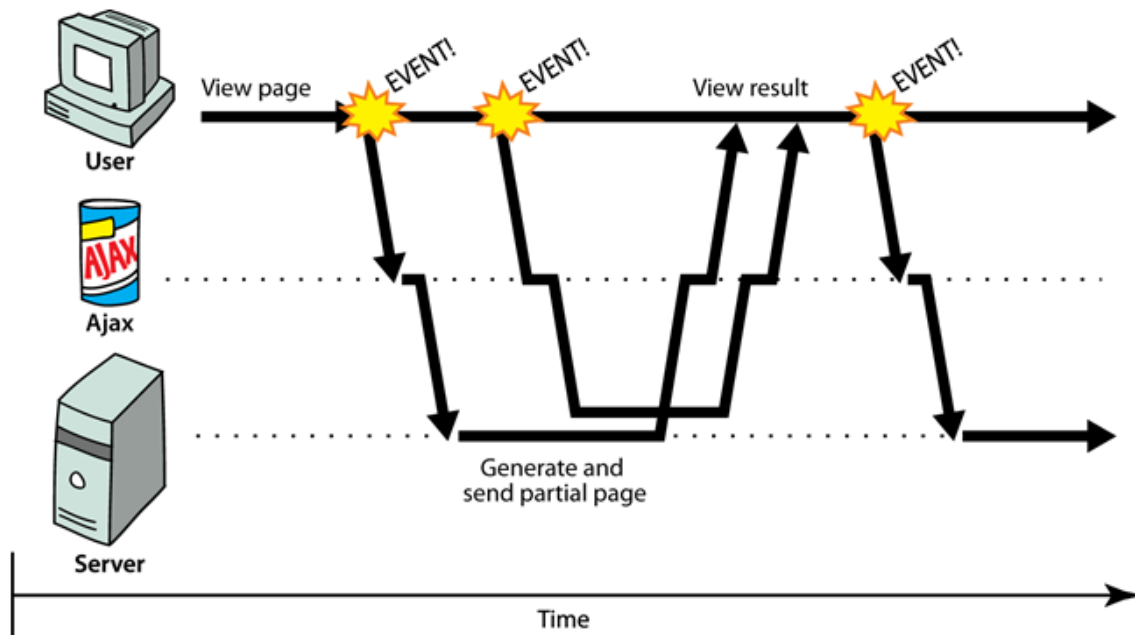 View page
EVENT!
EVENT!
View result
EVENT!
User
AJAX
Ajax
Generate and
send partial page
Server
Time